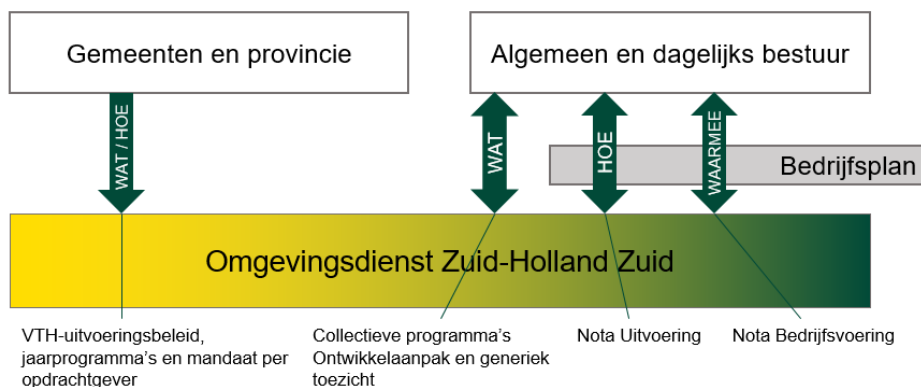 Gemeenten en provincie
Algemeen en dagelijks bestuur
WAT / HOE
WAT
HOE
WAARMEE
Bedrijfsplan
Omgevingsdienst Zuid-Holland Zuid
VTH-uitvoeringsbeleid,
jaarprogramma's en mandaat per
opdrachtgever
Collectieve programma's
Ontwikkelaanpak en generiek
toezicht
Nota Uitvoering
Nota Bedrijfsvoering